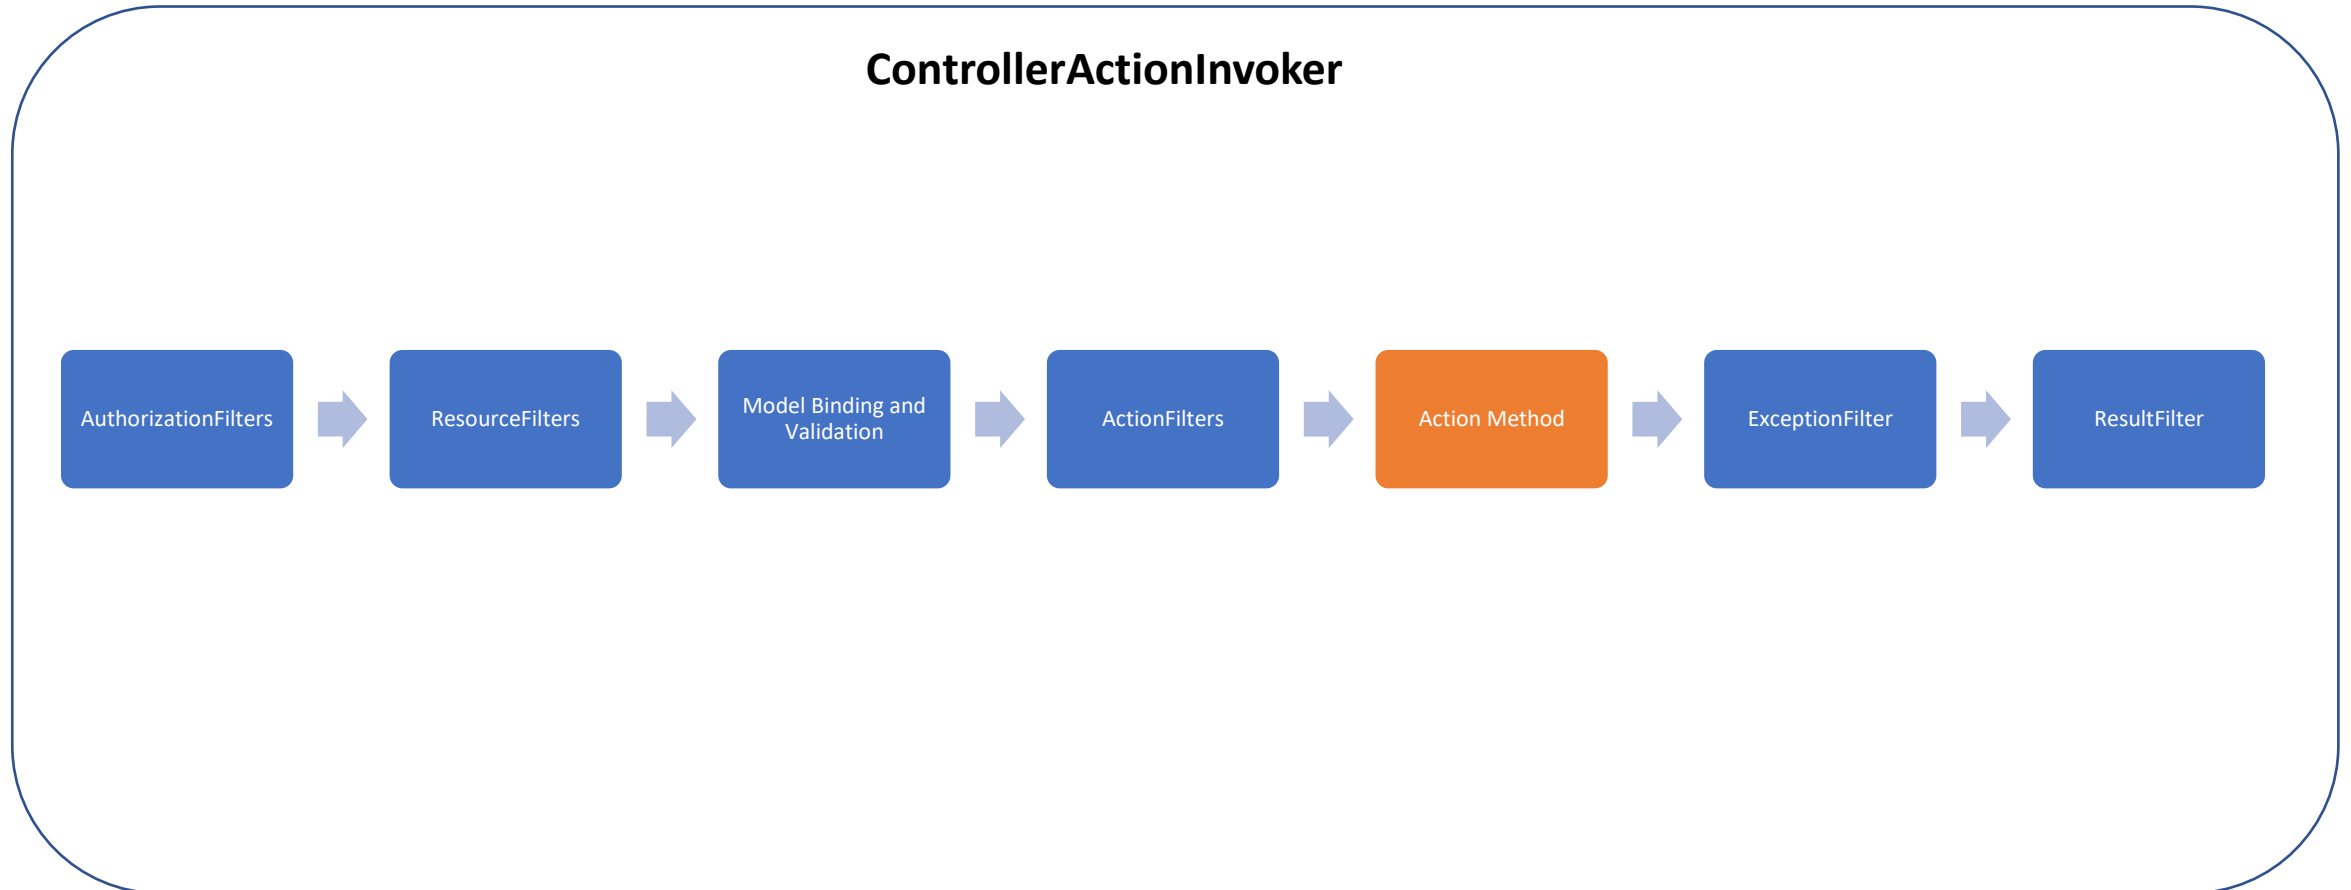 ControllerActionInvoker
AuthorizationFilters
ResourceFilters
Model Binding and
Validation
ActionFilters
Action Method
ExceptionFilter
ResultFilter